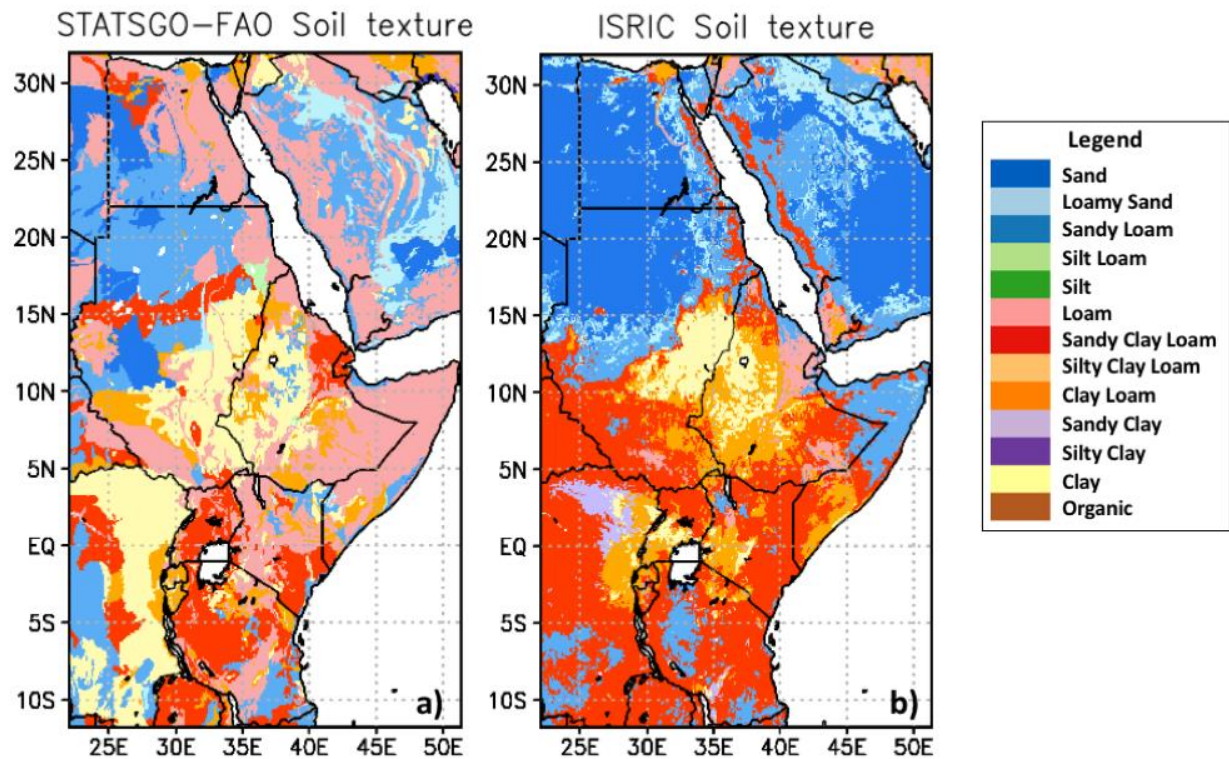 STATSGO-FAO Soil texture
ISRIC Soil texture
30N
25N
20N
15N
10N
5N
EQ
5S
10S
25E 30E 35E 40E 45E 50E
a)
30N
25N
20N
15N
10N
5N
EQ
5S
10S
25E 30E 35E 40E 45E 50E
b)
Legend
Sand
Loamy Sand
Sandy Loam
Silt Loam
Silt
Loam
Sandy Clay Loam
Silty Clay Loam
Clay Loam
Sandy Clay
Silty Clay
Clay
Organic